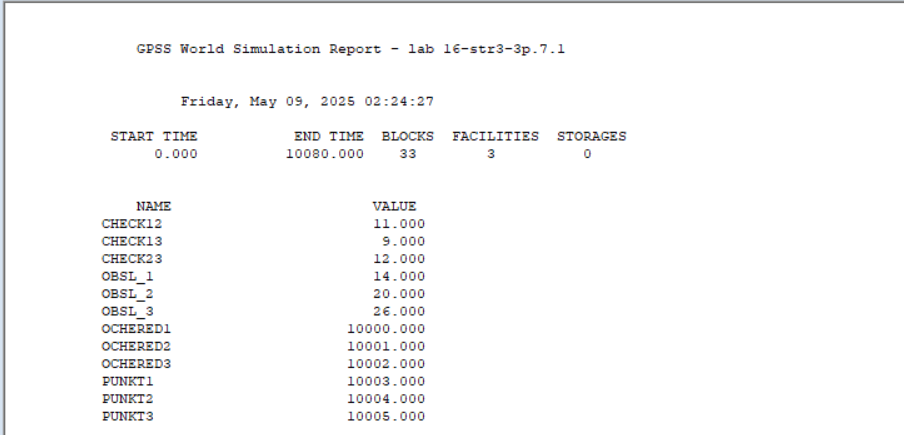 GPSS World Simulation Report - lab 16-str3-3p.7.1
Friday, May 09, 2025 02:24:27
START TIME END TIME BLOCKS FACILITIES STORAGES
0.000 10080.000 33 3 0
NAME VALUE
CHECK12 11.000
CHECK13 9.000
CHECK23 12.000
OBSL_1 14.000
OBSL_2 20.000
OBSL_3 26.000
OCHERED1 10000.000
OCHERED2 10001.000
OCHERED3 10002.000
PUNKT1 10003.000
PUNKT2 10004.000
PUNKT3 10005.000